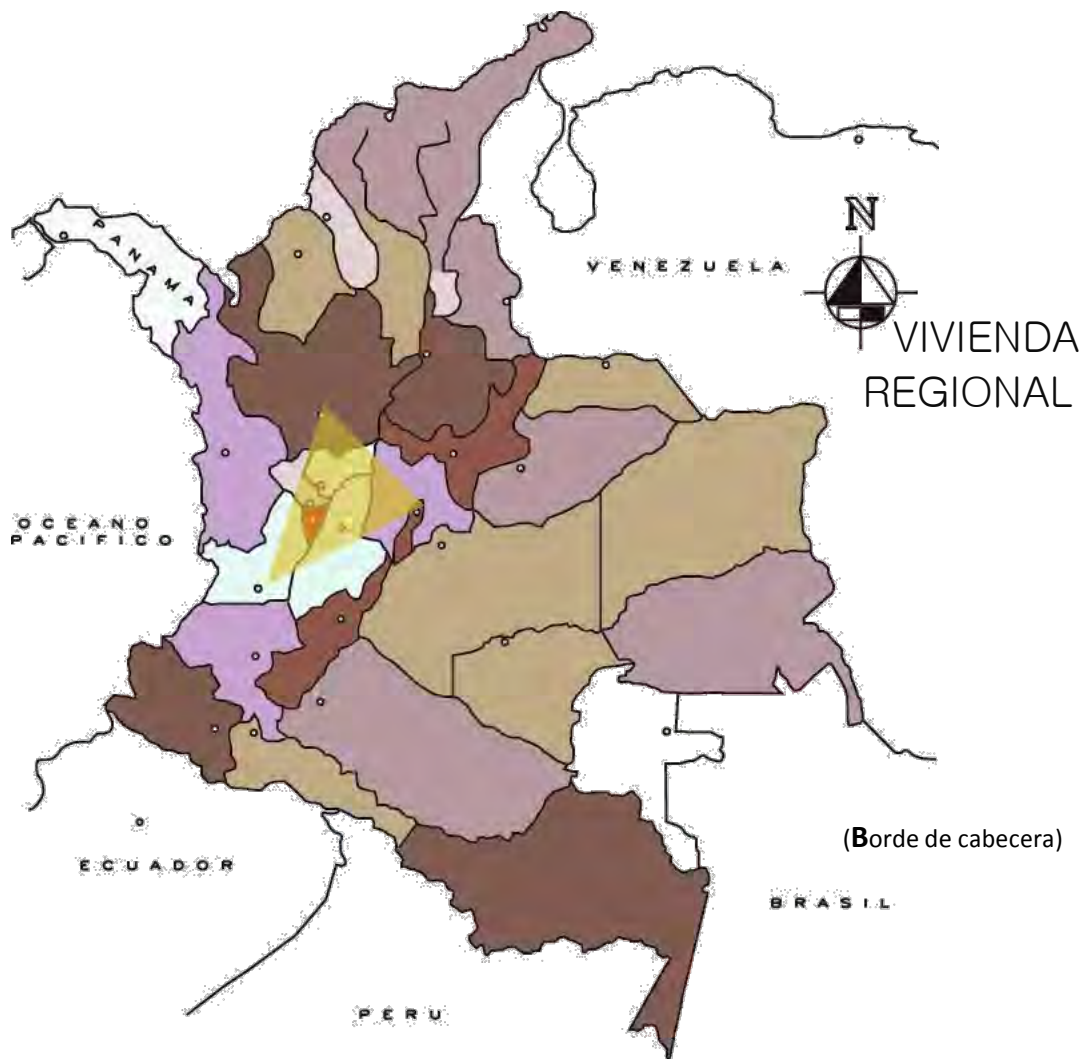 PANAMA
VENEZUELA
N
VIVIENDA
REGIONAL
OCEANO
PACIFICO
(Borde de cabecera)
ECUADOR
BRASIL
PERU